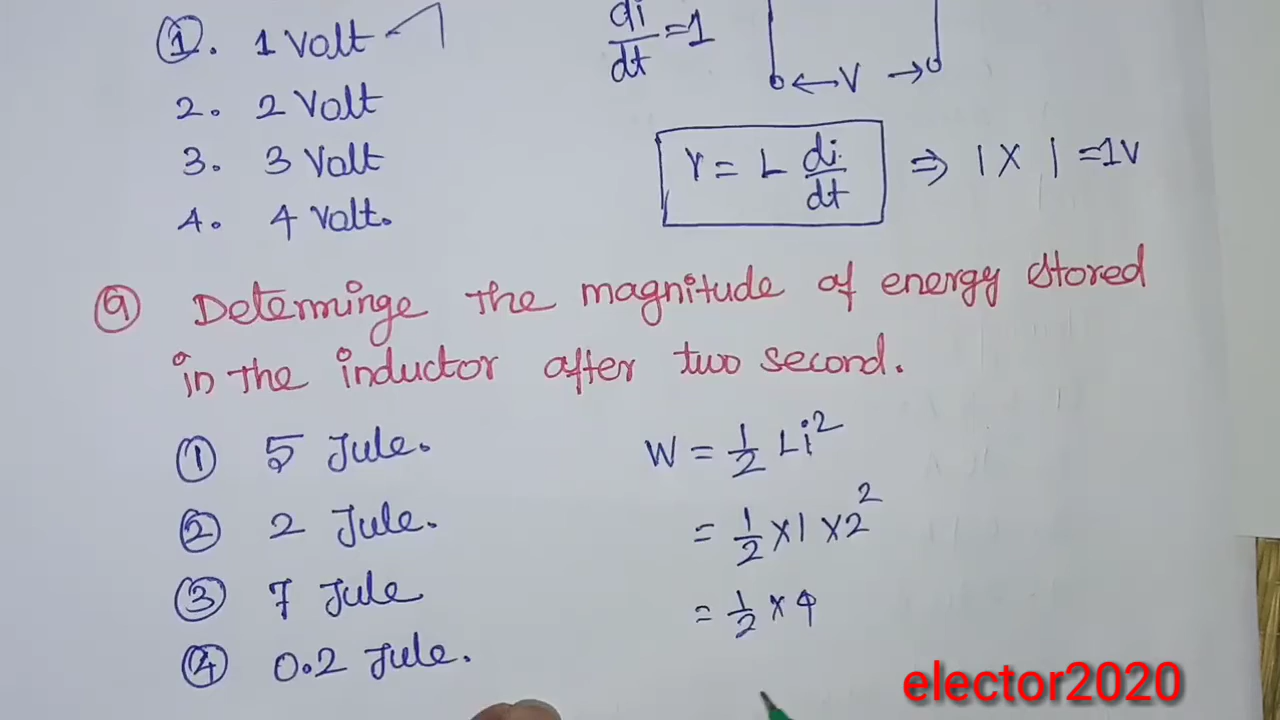 ①. 1 Volt
2. 2 Volt
3. 3 Volt
4. 4 Volt.
di/dt = 1
← V →
V = L di/dt ⇒ 1 X 1 = 1V
⑨ Determinge the magnitude of energy stored
in the inductor after two second.
① 5 Jule.
② 2 Jule.
③ 7 Jule
④ 0.2 Jule.
W = 1/2 Li²
= 1/2 × 1 × 2²
= 1/2 × 4
elector2020